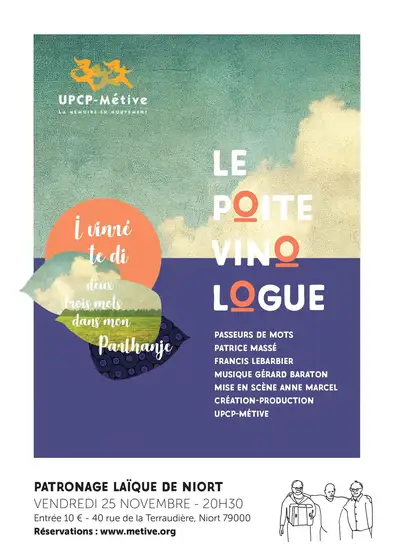 UPCP-Métive
LA MÉMOIRE EN MOUVEMENT
LE
POITE
VINO
LOGUE
I vinré
te di
deux
trois mots
dans mon
Parthanje
PASSEURS DE MOTS
PATRICE MASSÉ
FRANCIS LEBARBIER
MUSIQUE GÉRARD BARATON
MISE EN SCÈNE ANNE MARCEL
CRÉATION-PRODUCTION
UPCP-MÉTIVE
PATRONAGE LAÏQUE DE NIORT
VENDREDI 25 NOVEMBRE - 20H30
Entrée 10 € - 40 rue de la Terraudière, Niort 79000
Réservations : www.metive.org